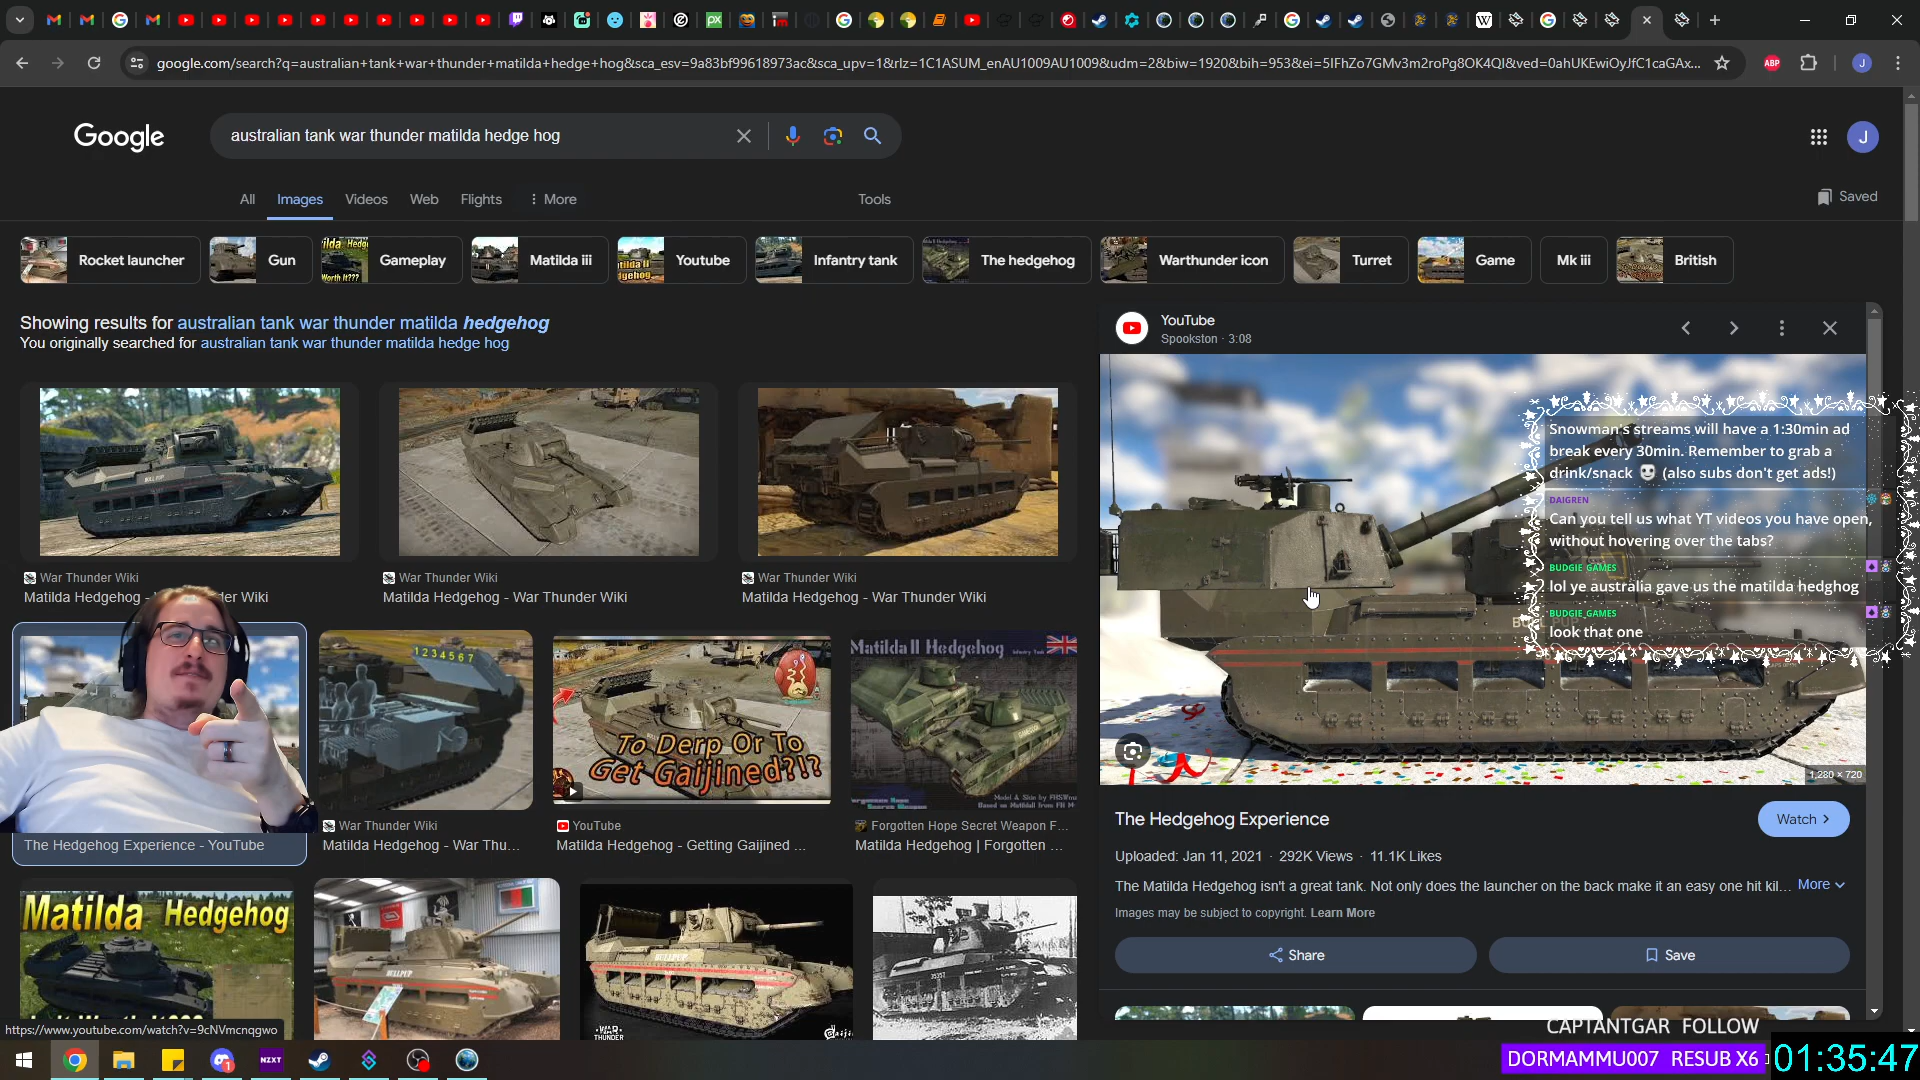 google.com/search?q=australian+tank+war+thunder+matilda+hedge+hog&sca_esv=9a83bf99618973ac&sca_upv=1&rlz=1C1ASUM_enAU1009AU1009&udm=2&biw=1920&bih=953&ei=5IFhZo7GMv3m2roPg8OK4QI&ved=0ahUKEwiOyJfC1caGAx...
ABP
J
Google
australian tank war thunder matilda hedge hog
J
All
Images
Videos
Web
Flights
More
Tools
Saved
Rocket launcher
Gun
Gameplay
Matilda iii
Youtube
Infantry tank
The hedgehog
Warthunder icon
Turret
Game
Mk iii
British
Showing results for australian tank war thunder matilda hedgehog
You originally searched for australian tank war thunder matilda hedge hog
YouTube
Spookston · 3:08
Snowman's streams will have a 1:30min ad
break every 30min. Remember to grab a
drink/snack (also subs don't get ads!)
DAIGREN
Can you tell us what YT videos you have open,
without hovering over the tabs?
BUDGIE_GAMES
lol ye australia gave us the matilda hedghog
BUDGIE_GAMES
look that one
War Thunder Wiki
War Thunder Wiki
War Thunder Wiki
Matilda Hedgehog - War Thunder Wiki
Matilda Hedgehog - War Thunder Wiki
1234567
To Derp Or To
Get Gaijined?!?
Matilda II Hedgehog
1,280 × 720
The Hedgehog Experience
Watch
War Thunder Wiki
YouTube
Forgotten Hope Secret Weapon F...
The Hedgehog Experience - YouTube
Matilda Hedgehog - War Thu...
Matilda Hedgehog - Getting Gaijined ...
Matilda Hedgehog | Forgotten ...
Uploaded: Jan 11, 2021 · 292K Views · 11.1K Likes
The Matilda Hedgehog isn't a great tank. Not only does the launcher on the back make it an easy one hit kil... More
Images may be subject to copyright. Learn More
Share
Save
Matilda Hedgehog
BULLPUP
BULLPUP
WAR
THUNDER
https://www.youtube.com/watch?v=9cNVmcnqgwo
CAPTANTGAR FOLLOW
DORMAMMU007 RESUB X6
01:35:47
NZXT